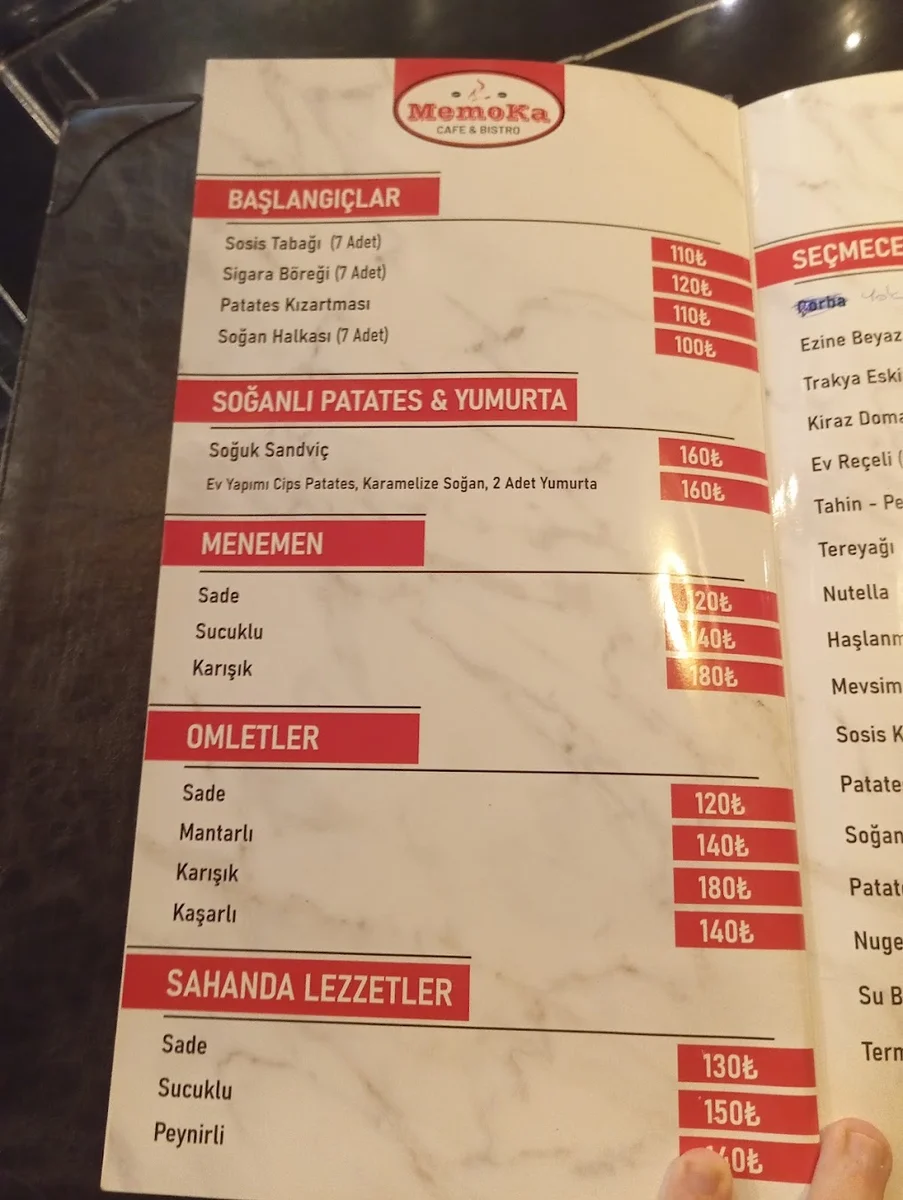 MemoKa
CAFE & BISTRO
BAŞLANGIÇLAR
Sosis Tabağı (7 Adet) 110₺
Sigara Böreği (7 Adet) 120₺
Patates Kızartması 110₺
Soğan Halkası (7 Adet) 100₺
SOĞANLI PATATES & YUMURTA
Soğuk Sandviç 160₺
Ev Yapımı Cips Patates, Karamelize Soğan, 2 Adet Yumurta 160₺
MENEMEN
Sade 120₺
Sucuklu 140₺
Karışık 180₺
OMLETLER
Sade 120₺
Mantarlı 140₺
Karışık 180₺
Kaşarlı 140₺
SAHANDA LEZZETLER
Sade 130₺
Sucuklu 150₺
Peynirli 140₺
SEÇMECE
Çorba
Ezine Beyaz
Trakya Eski
Kiraz Doma
Ev Reçeli (
Tahin - Pe
Tereyağı
Nutella
Haşlanm
Mevsim
Sosis K
Patate
Soğan
Patat
Nuge
Su B
Term